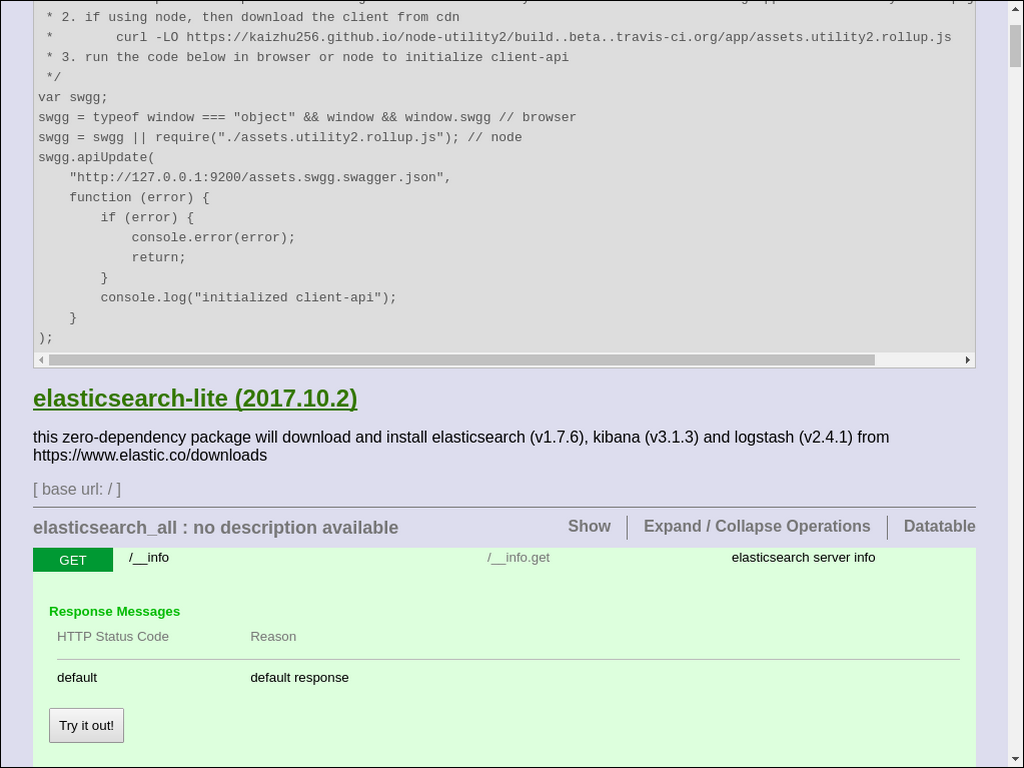 * 2. if using node, then download the client from cdn
 *        curl -LO https://kaizhu256.github.io/node-utility2/build..beta..travis-ci.org/app/assets.utility2.rollup.js
 * 3. run the code below in browser or node to initialize client-api
 */
var swgg;
swgg = typeof window === "object" && window && window.swgg // browser
swgg = swgg || require("./assets.utility2.rollup.js"); // node
swgg.apiUpdate(
    "http://127.0.0.1:9200/assets.swgg.swagger.json",
    function (error) {
        if (error) {
            console.error(error);
            return;
        }
        console.log("initialized client-api");
    }
);
elasticsearch-lite (2017.10.2)
this zero-dependency package will download and install elasticsearch (v1.7.6), kibana (v3.1.3) and logstash (v2.4.1) from
https://www.elastic.co/downloads
[ base url: / ]
elasticsearch_all : no description available Show Expand / Collapse Operations Datatable
GET /__info /__info.get elasticsearch server info
Response Messages
HTTP Status Code Reason
default default response
Try it out!